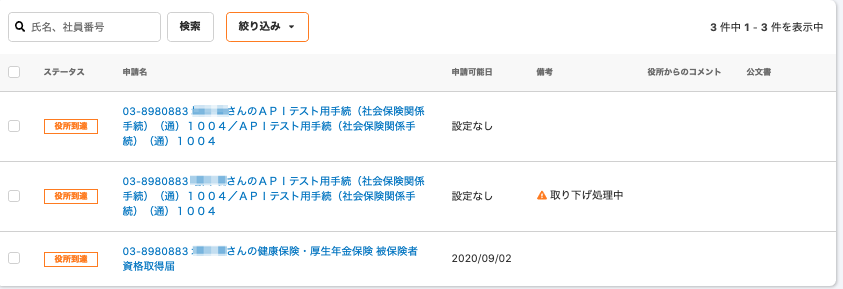 氏名、社員番号
検索
絞り込み
3 件中 1 - 3 件を表示中
ステータス
申請名
申請可能日
備考
役所からのコメント
公文書
役所到達
03-8980883 さんのＡＰＩテスト用手続（社会保険関係
手続）（通）１００４／ＡＰＩテスト用手続（社会保険関係手
続）（通）１００４
設定なし
役所到達
03-8980883 さんのＡＰＩテスト用手続（社会保険関係
手続）（通）１００４／ＡＰＩテスト用手続（社会保険関係手
続）（通）１００４
設定なし
取り下げ処理中
役所到達
03-8980883 さんの健康保険・厚生年金保険 被保険者
資格取得届
2020/09/02